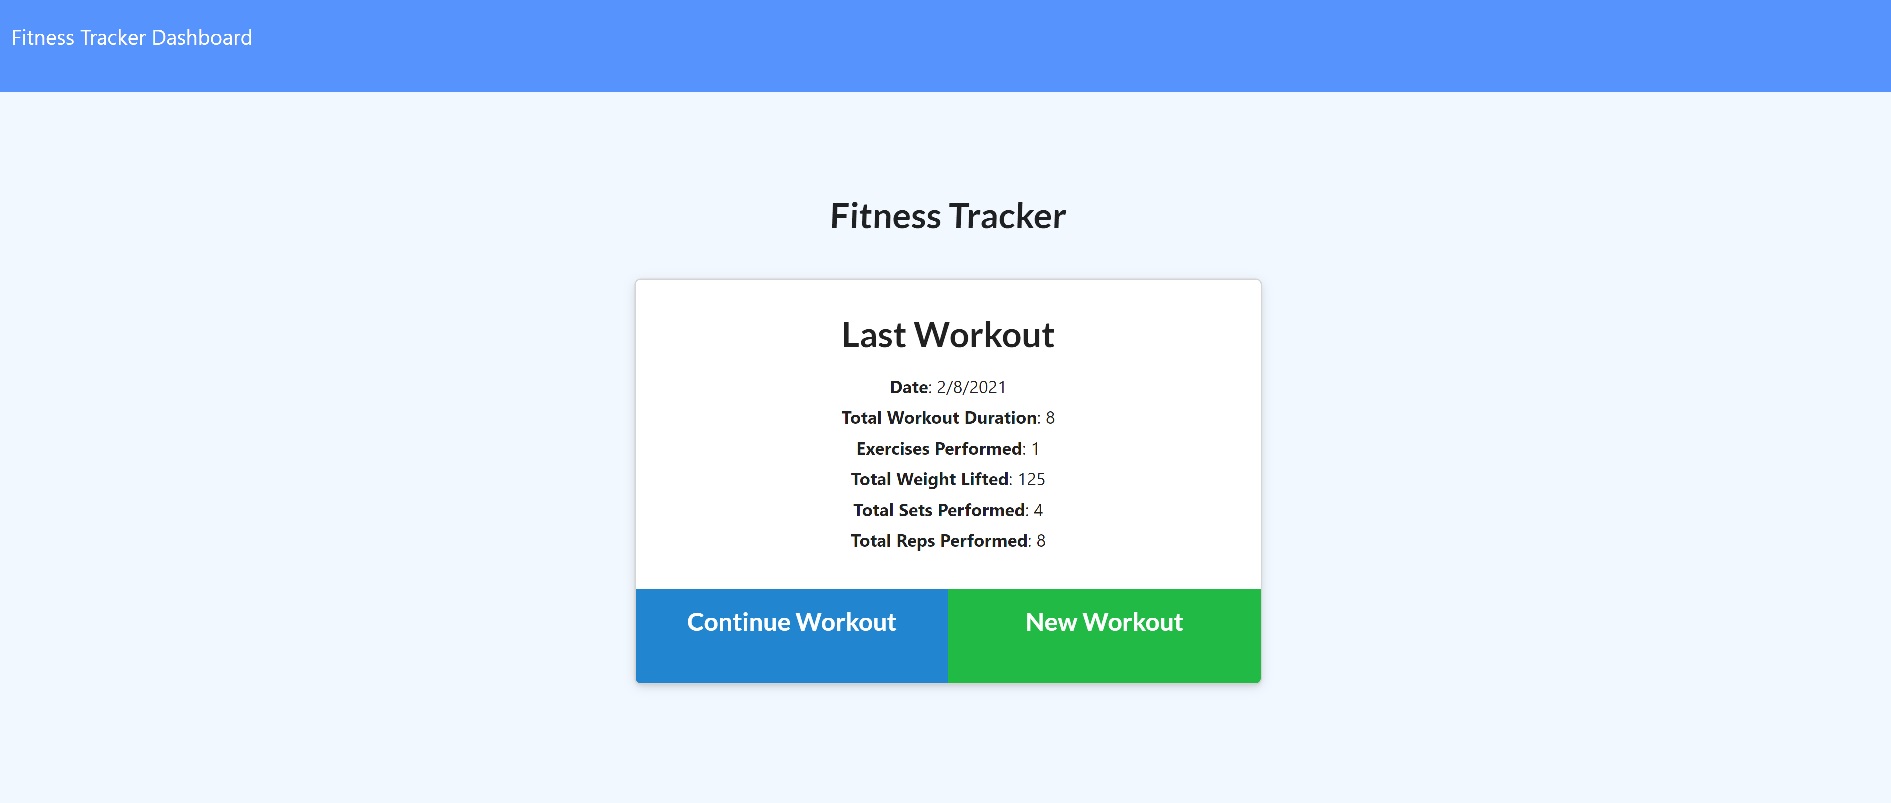 Fitness Tracker Dashboard
Fitness Tracker
Last Workout
Date: 2/8/2021
Total Workout Duration: 8
Exercises Performed: 1
Total Weight Lifted: 125
Total Sets Performed: 4
Total Reps Performed: 8
Continue Workout
New Workout